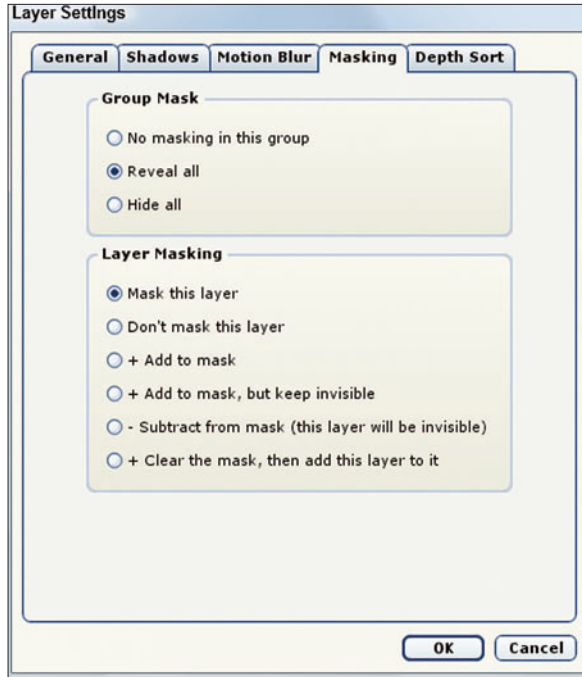 Layer Settings
General Shadows Motion Blur Masking Depth Sort
Group Mask
No masking in this group
Reveal all
Hide all
Layer Masking
Mask this layer
Don't mask this layer
+ Add to mask
+ Add to mask, but keep invisible
- Subtract from mask (this layer will be invisible)
+ Clear the mask, then add this layer to it
OK Cancel